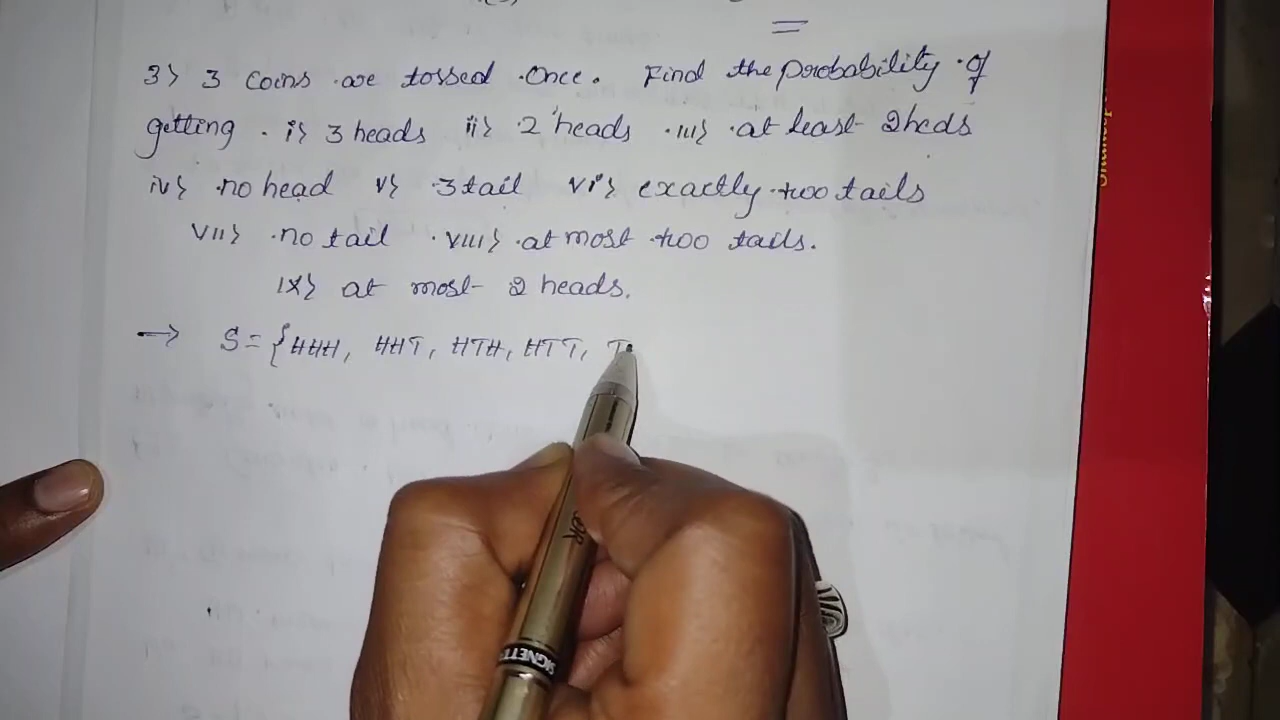 3} 3 coins are tossed once. Find the probability of
getting. i} 3 heads ii} 2 heads iii} at least 2heds
iv} no head v} 3 tail vi} exactly two tails
vii} no tail viii} at most two tails.
ix} at most 2 heads.
→ S = {HHH, HHT, HTH, HTT, T
SIGNETT